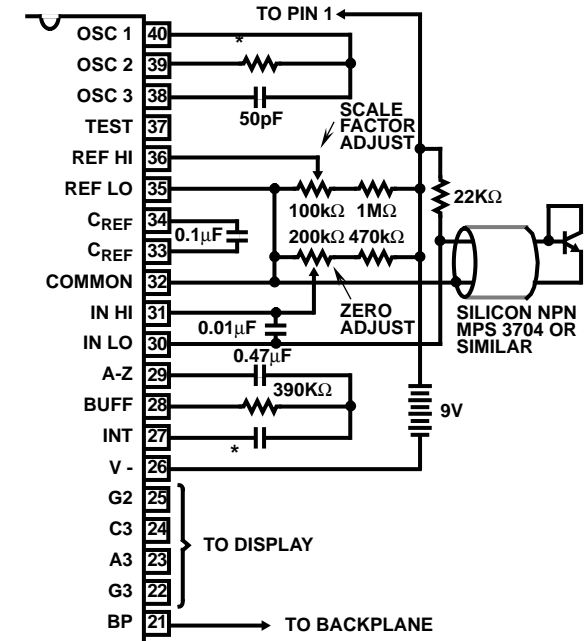 TO PIN 1
OSC 1 40
*
OSC 2 39
OSC 3 38
50pF
TEST 37
SCALE
FACTOR
ADJUST
REF HI 36
REF LO 35
100kΩ 1MΩ
22KΩ
CREF 34
0.1μF
200kΩ 470kΩ
CREF 33
COMMON 32
IN HI 31
ZERO
ADJUST
0.01μF
SILICON NPN
MPS 3704 OR
SIMILAR
IN LO 30
0.47μF
A-Z 29
390KΩ
BUFF 28
9V
INT 27
*
V - 26
G2 25
C3 24
TO DISPLAY
A3 23
G3 22
BP 21
TO BACKPLANE